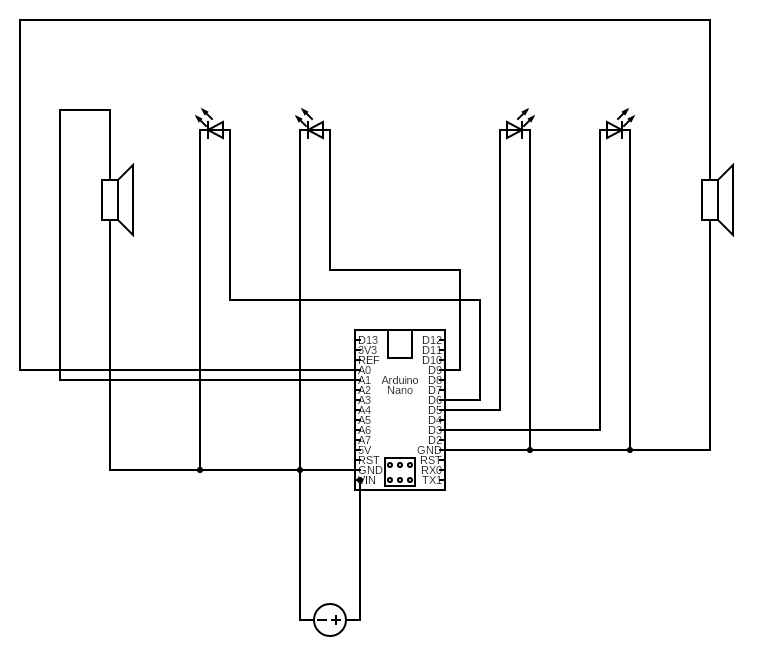 D13
3V3
REF
A0
A1
A2
A3
A4
A5
A6
A7
5V
RST
GND
VIN
Arduino
Nano
D12
D11
D10
D9
D8
D7
D6
D5
D4
D3
D2
GND
RST
RX0
TX1